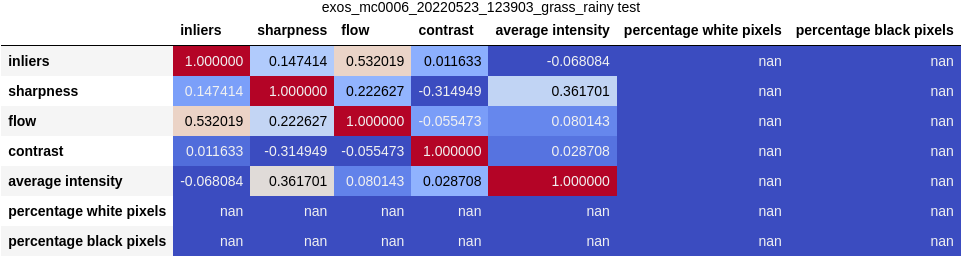 exos_mc0006_20220523_123903_grass_rainy test
inliers sharpness flow contrast average intensity percentage white pixels percentage black pixels
inliers 1.000000 0.147414 0.532019 0.011633 -0.068084 nan nan
sharpness 0.147414 1.000000 0.222627 -0.314949 0.361701 nan nan
flow 0.532019 0.222627 1.000000 -0.055473 0.080143 nan nan
contrast 0.011633 -0.314949 -0.055473 1.000000 0.028708 nan nan
average intensity -0.068084 0.361701 0.080143 0.028708 1.000000 nan nan
percentage white pixels nan nan nan nan nan nan nan
percentage black pixels nan nan nan nan nan nan nan